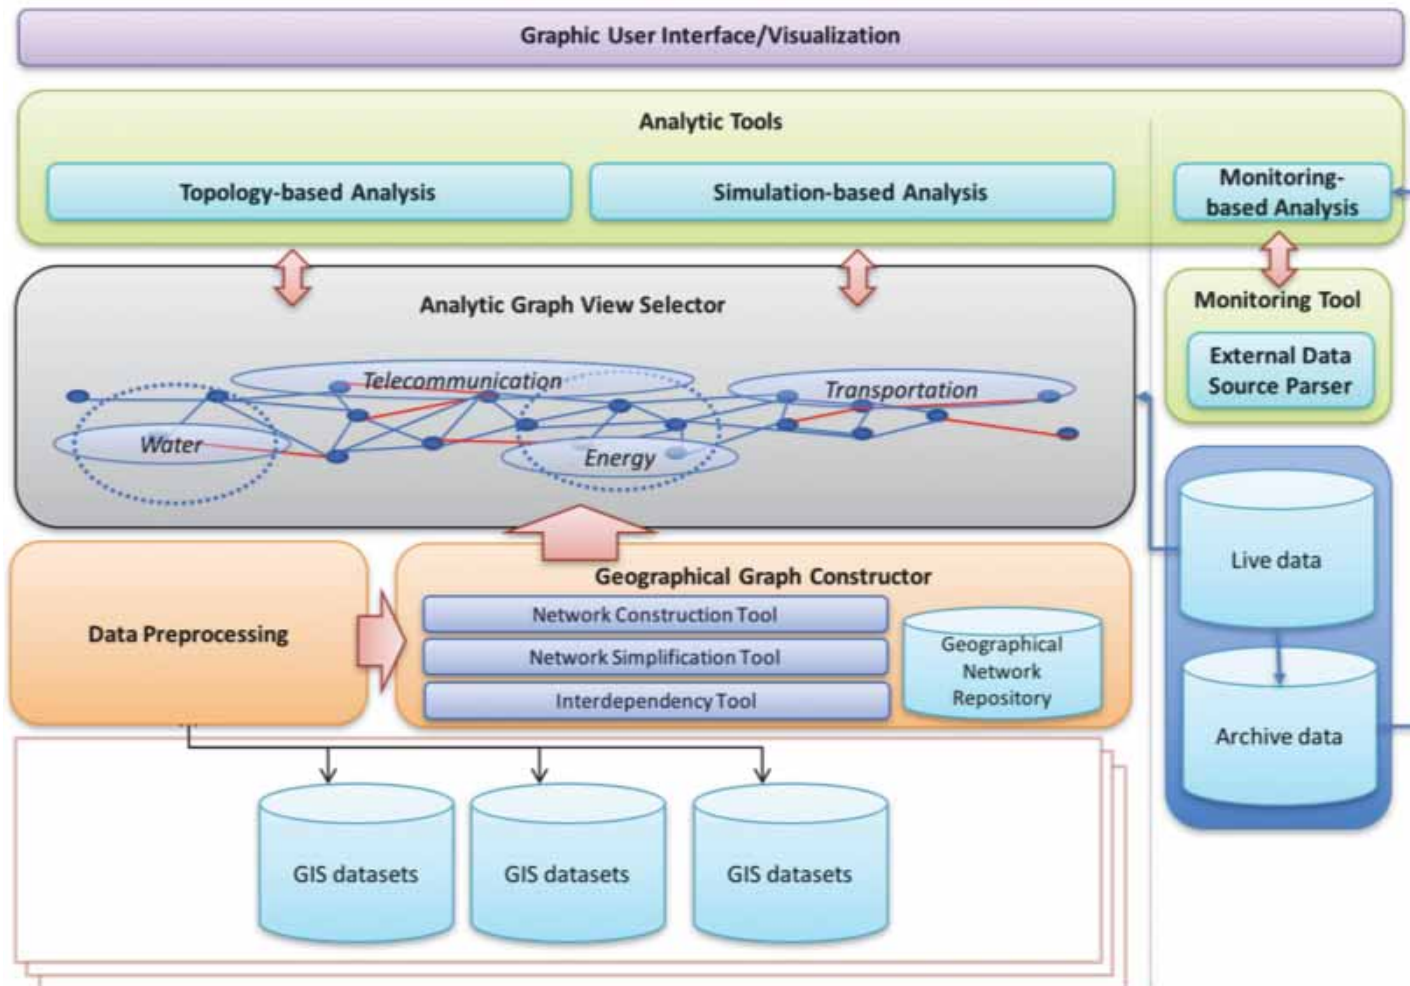 Graphic User Interface/Visualization
Analytic Tools
Topology-based Analysis
Simulation-based Analysis
Monitoring-
based Analysis
Analytic Graph View Selector
Telecommunication
Transportation
Water
Energy
Monitoring Tool
External Data
Source Parser
Data Preprocessing
Geographical Graph Constructor
Network Construction Tool
Network Simplification Tool
Interdependency Tool
Geographical
Network
Repository
Live data
Archive data
GIS datasets
GIS datasets
GIS datasets